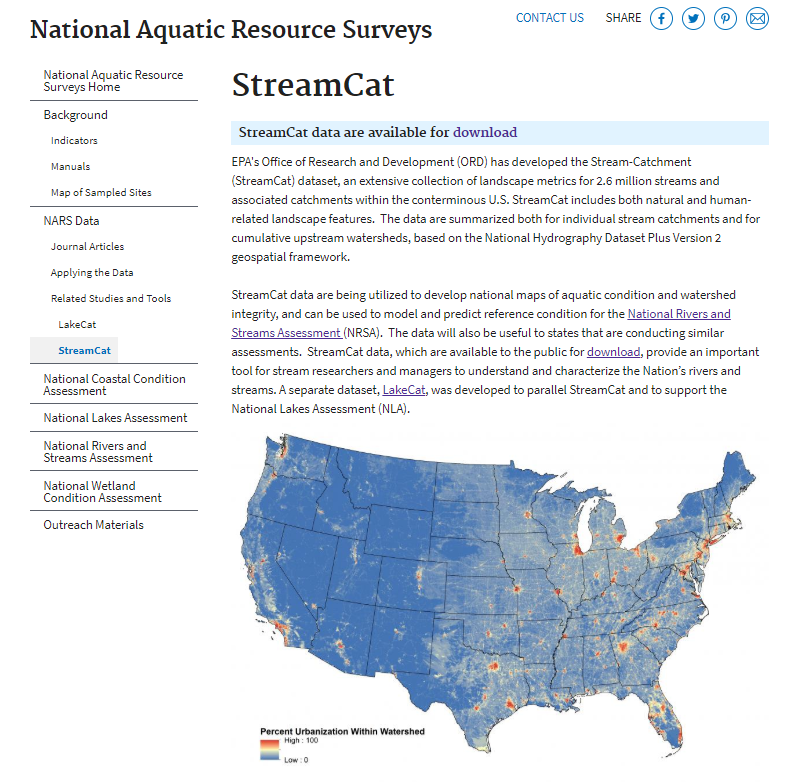 National Aquatic Resource Surveys
CONTACT US
SHARE
National Aquatic Resource
Surveys Home
Background
Indicators
Manuals
Map of Sampled Sites
NARS Data
Journal Articles
Applying the Data
Related Studies and Tools
LakeCat
StreamCat
National Coastal Condition
Assessment
National Lakes Assessment
National Rivers and
Streams Assessment
National Wetland
Condition Assessment
Outreach Materials
StreamCat
StreamCat data are available for download
EPA's Office of Research and Development (ORD) has developed the Stream-Catchment
(StreamCat) dataset, an extensive collection of landscape metrics for 2.6 million streams and
associated catchments within the conterminous U.S. StreamCat includes both natural and human-
related landscape features. The data are summarized both for individual stream catchments and for
cumulative upstream watersheds, based on the National Hydrography Dataset Plus Version 2
geospatial framework.
StreamCat data are being utilized to develop national maps of aquatic condition and watershed
integrity, and can be used to model and predict reference condition for the National Rivers and
Streams Assessment (NRSA). The data will also be useful to states that are conducting similar
assessments. StreamCat data, which are available to the public for download, provide an important
tool for stream researchers and managers to understand and characterize the Nation’s rivers and
streams. A separate dataset, LakeCat, was developed to parallel StreamCat and to support the
National Lakes Assessment (NLA).
Percent Urbanization Within Watershed
High : 100
Low : 0